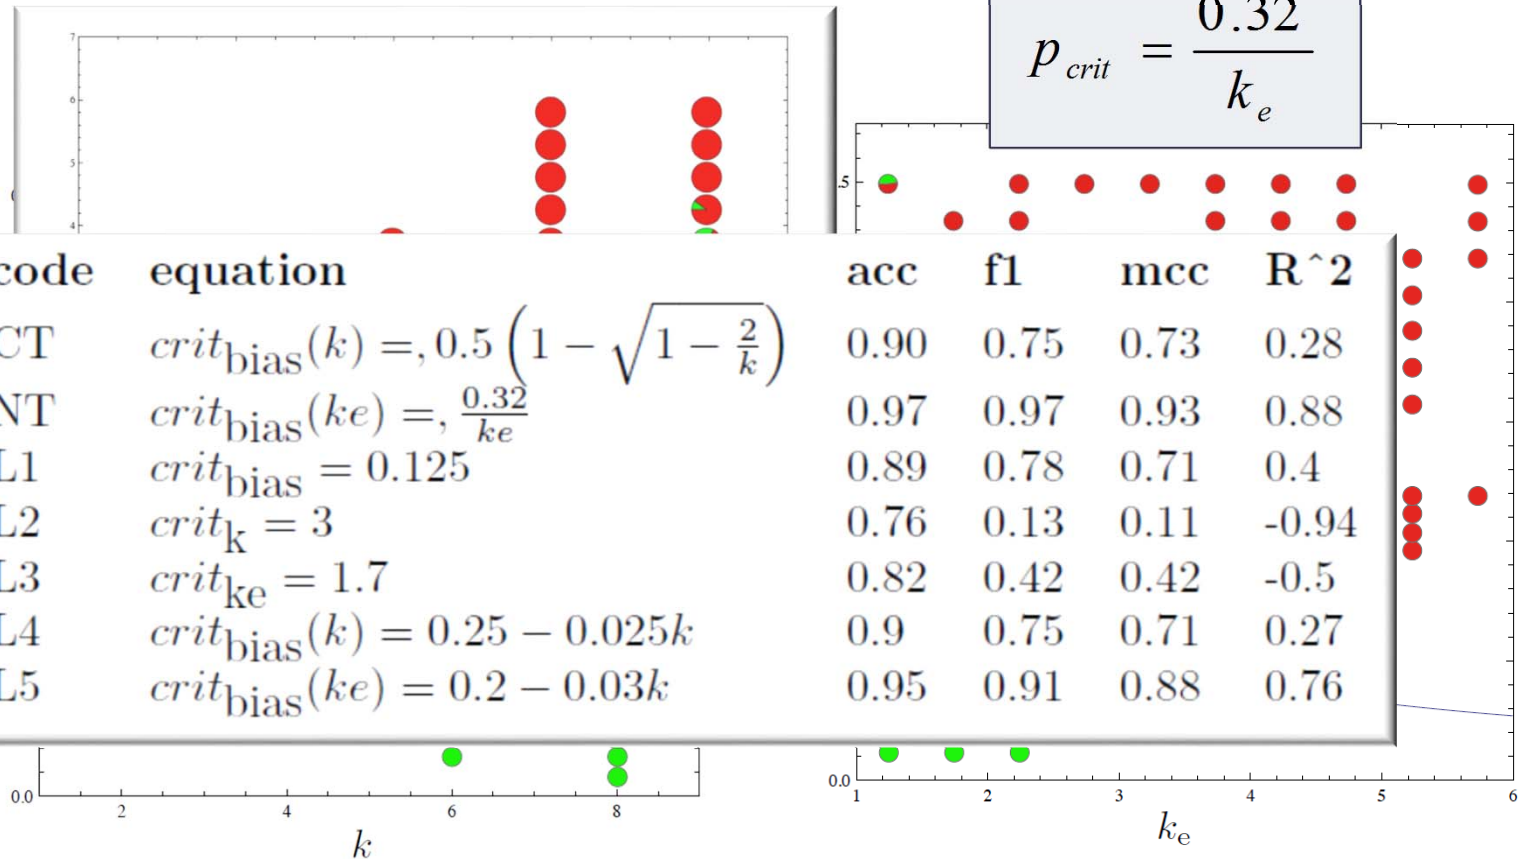 p_crit = 0.32 / k_e
7
6
5
4
.5
code equation acc f1 mcc R^2
CT crit_bias(k) =, 0.5 (1 − √(1 − 2/k)) 0.90 0.75 0.73 0.28
NT crit_bias(ke) =, 0.32/ke 0.97 0.97 0.93 0.88
L1 crit_bias = 0.125 0.89 0.78 0.71 0.4
L2 crit_k = 3 0.76 0.13 0.11 -0.94
L3 crit_ke = 1.7 0.82 0.42 0.42 -0.5
L4 crit_bias(k) = 0.25 − 0.025k 0.9 0.75 0.71 0.27
L5 crit_bias(ke) = 0.2 − 0.03k 0.95 0.91 0.88 0.76
0.0
2 4 6 8
k
0.0
1 2 3 4 5 6
k_e